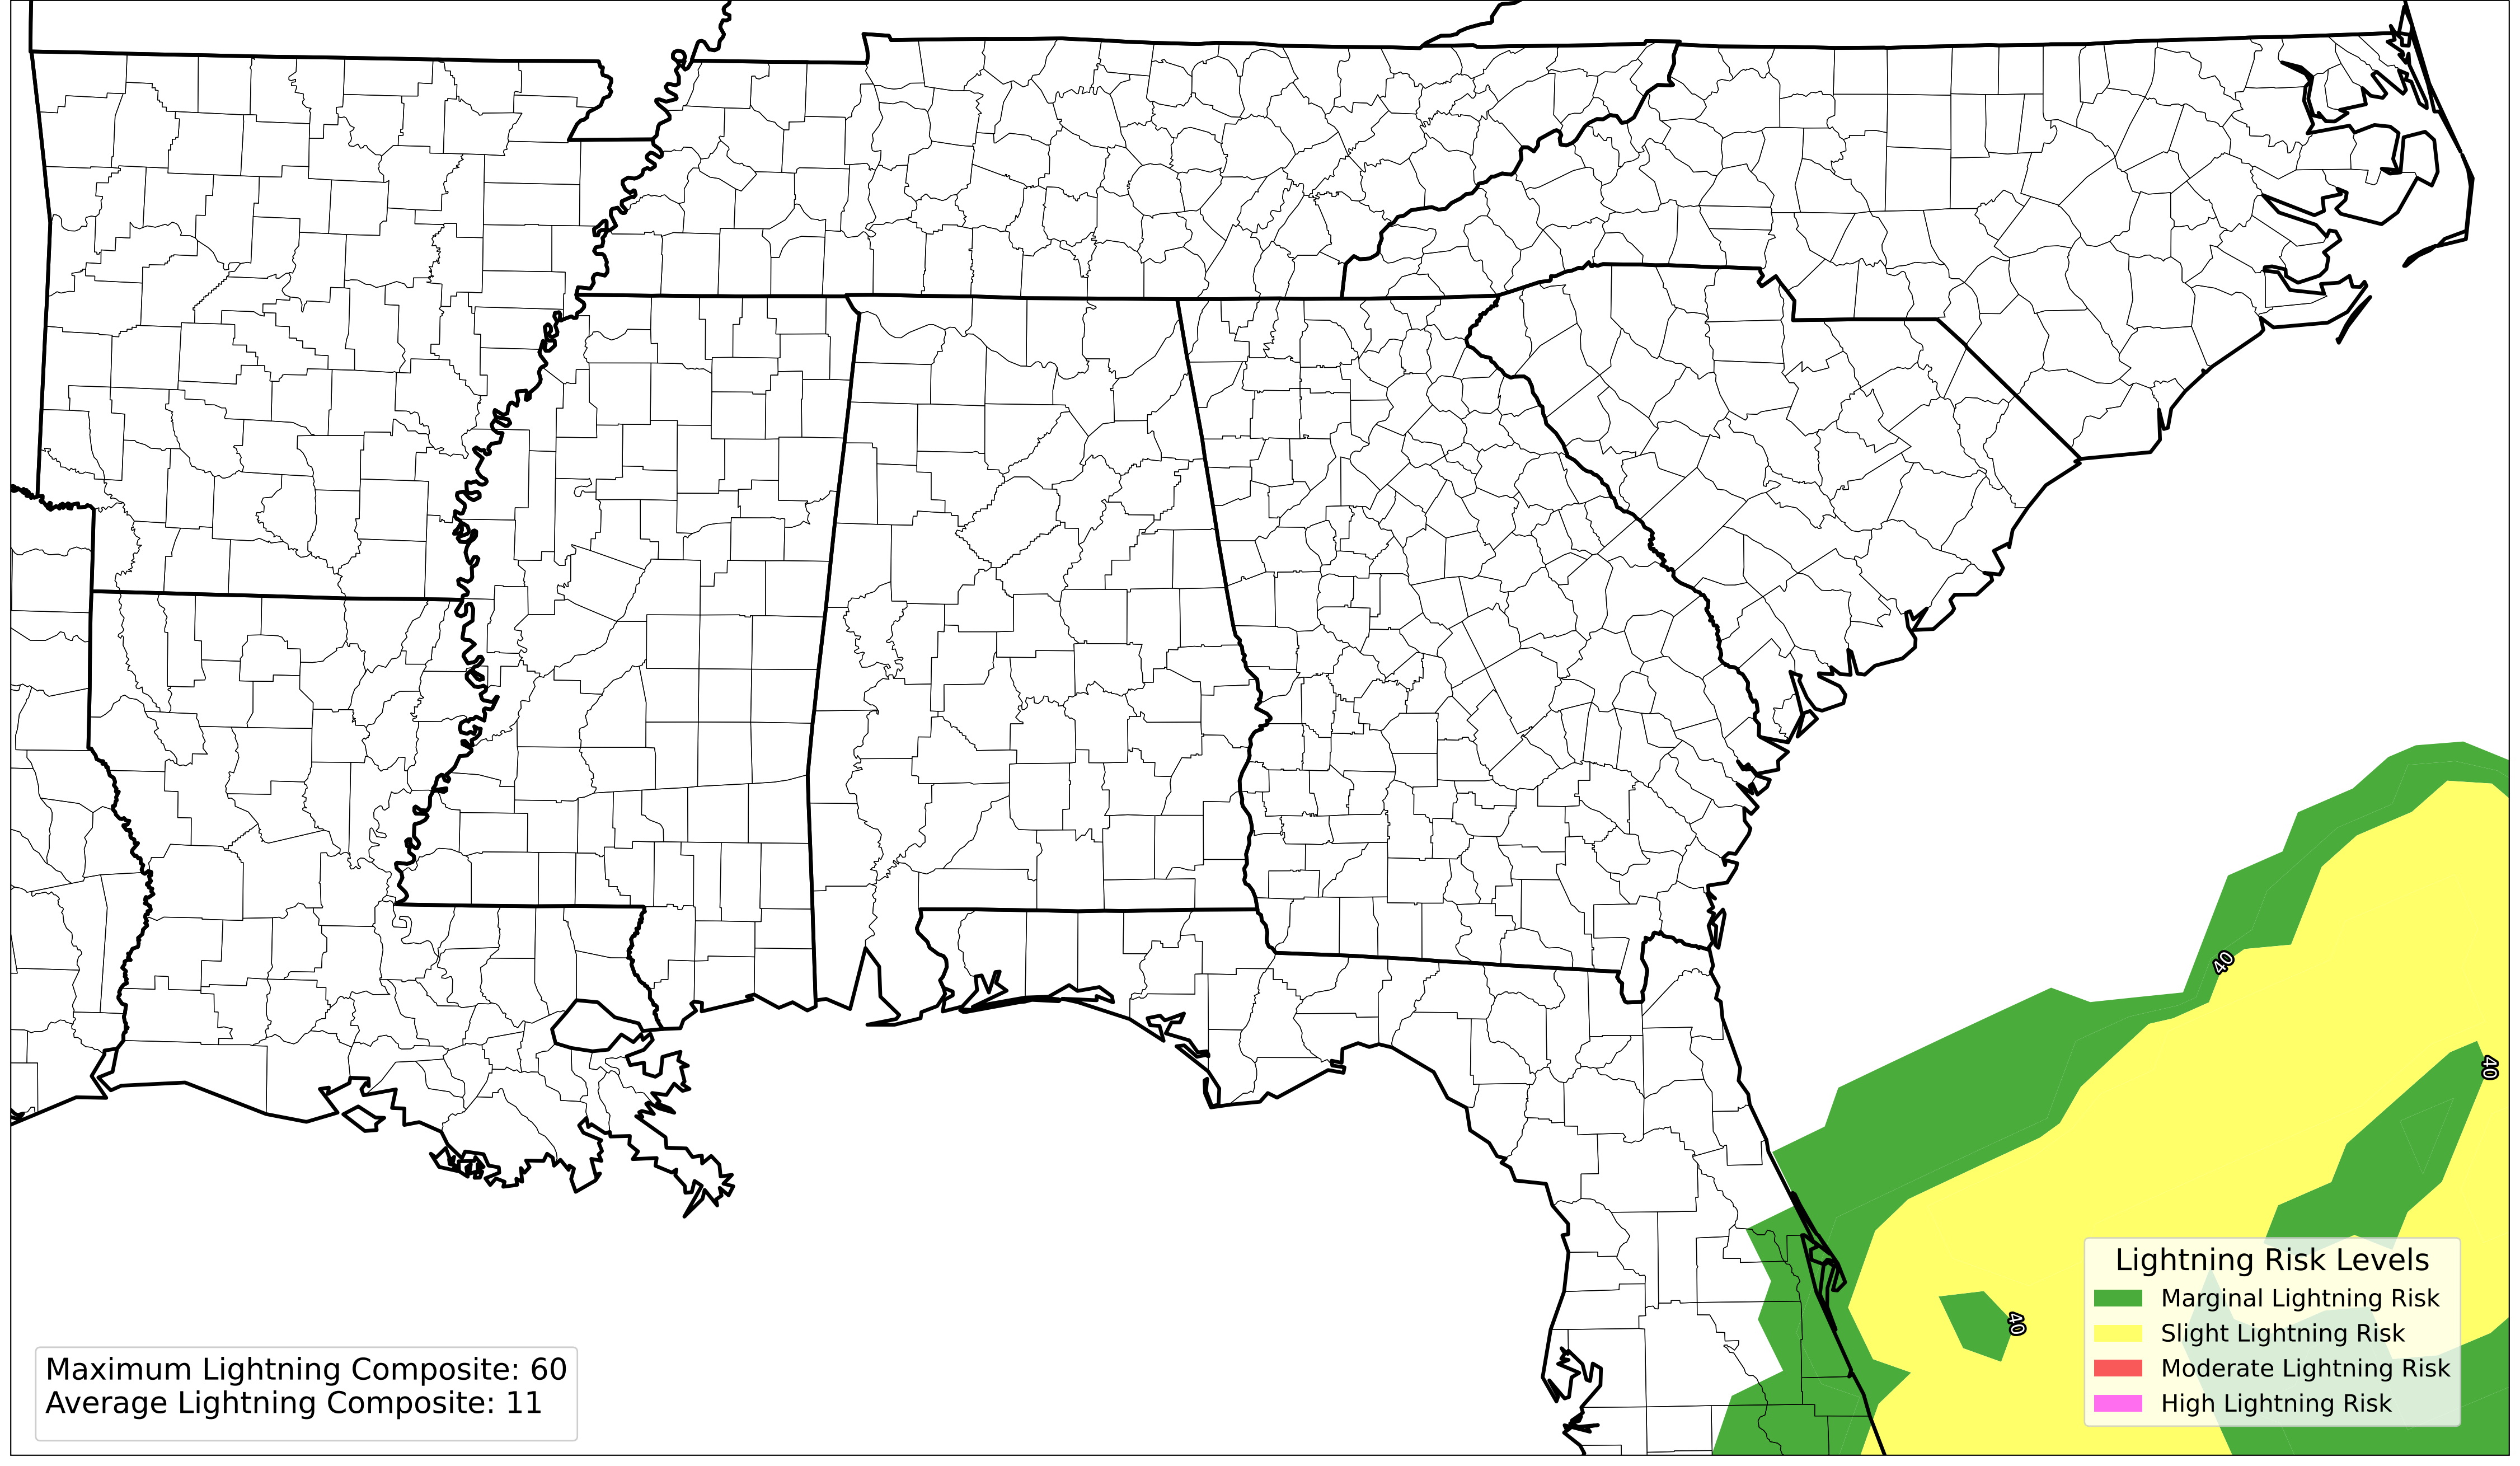 40
40
40
Lightning Risk Levels
Marginal Lightning Risk
Slight Lightning Risk
Moderate Lightning Risk
High Lightning Risk
Maximum Lightning Composite: 60
Average Lightning Composite: 11